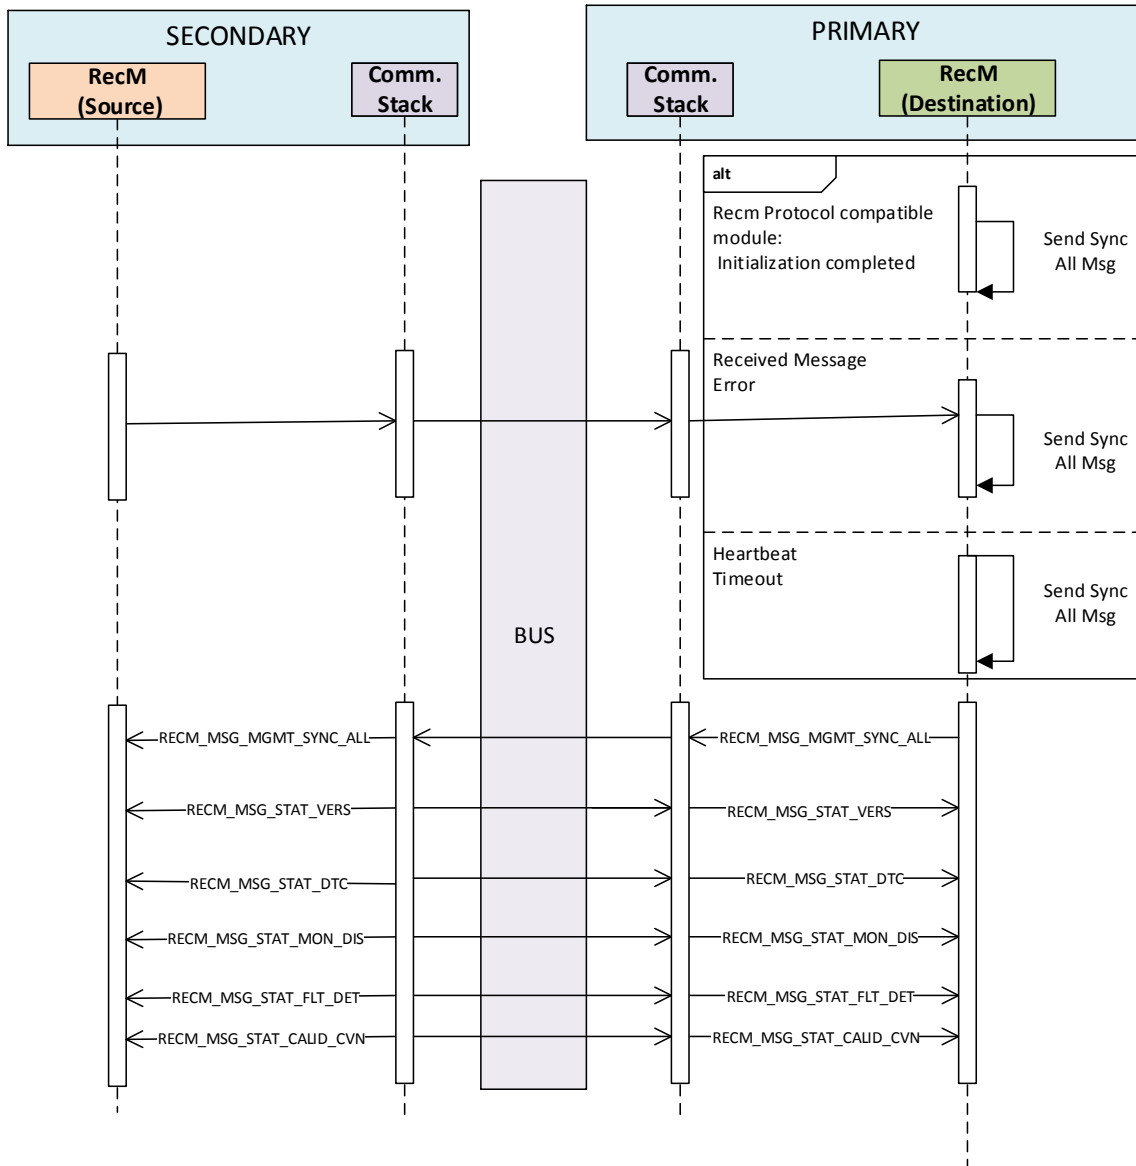 SECONDARY
PRIMARY
RecM
(Source)
Comm.
Stack
Comm.
Stack
RecM
(Destination)
alt
Recm Protocol compatible
module:
Initialization completed
Send Sync
All Msg
Received Message
Error
Send Sync
All Msg
Heartbeat
Timeout
Send Sync
All Msg
BUS
RECM_MSG_MGMT_SYNC_ALL
RECM_MSG_MGMT_SYNC_ALL
RECM_MSG_STAT_VERS
RECM_MSG_STAT_VERS
RECM_MSG_STAT_DTC
RECM_MSG_STAT_DTC
RECM_MSG_STAT_MON_DIS
RECM_MSG_STAT_MON_DIS
RECM_MSG_STAT_FLT_DET
RECM_MSG_STAT_FLT_DET
RECM_MSG_STAT_CALID_CVN
RECM_MSG_STAT_CALID_CVN